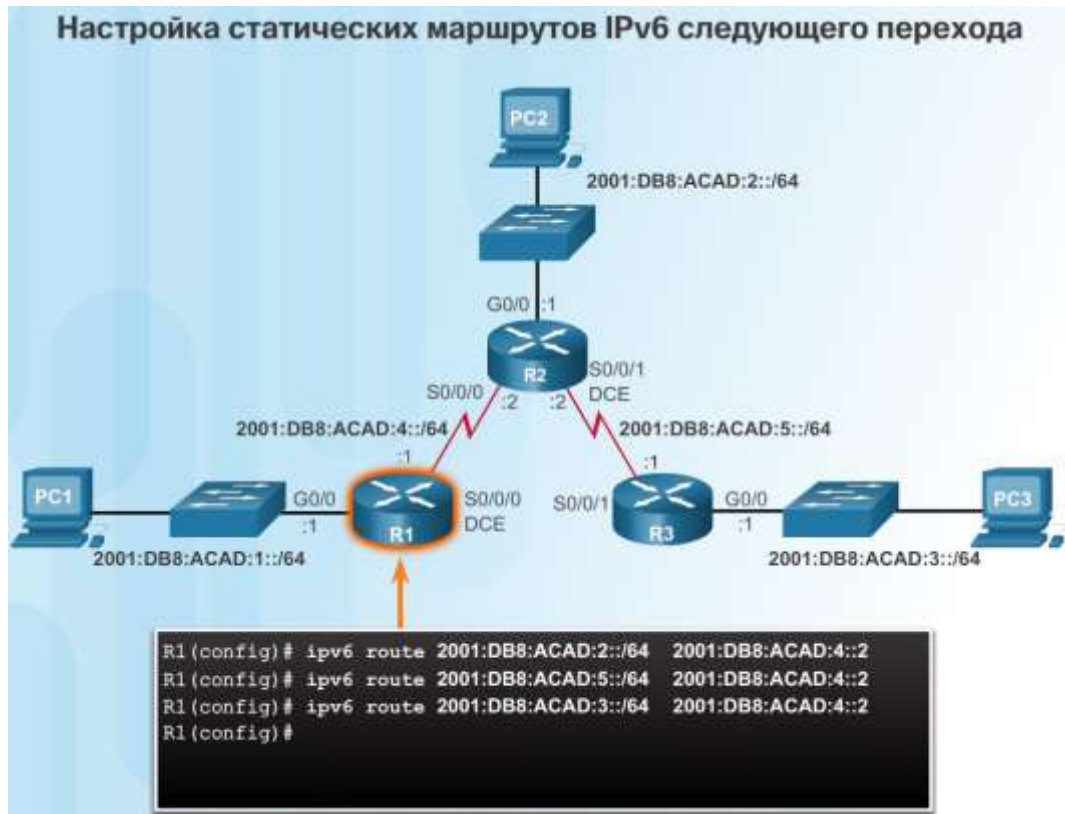 Настройка статических маршрутов IPv6 следующего перехода
PC2
2001:DB8:ACAD:2::/64
G0/0 :1
R2
S0/0/1
DCE
S0/0/0 :2 :2
2001:DB8:ACAD:4::/64
2001:DB8:ACAD:5::/64
:1
:1
PC1
G0/0
:1
R1
S0/0/0
DCE
S0/0/1
R3
G0/0
:1
PC3
2001:DB8:ACAD:1::/64
2001:DB8:ACAD:3::/64
R1(config)# ipv6 route 2001:DB8:ACAD:2::/64 2001:DB8:ACAD:4::2
R1(config)# ipv6 route 2001:DB8:ACAD:5::/64 2001:DB8:ACAD:4::2
R1(config)# ipv6 route 2001:DB8:ACAD:3::/64 2001:DB8:ACAD:4::2
R1(config)#